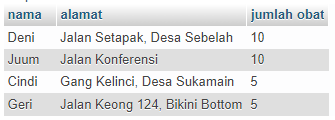 nama alamat jumlah obat
Deni Jalan Setapak, Desa Sebelah 10
Juum Jalan Konferensi 10
Cindi Gang Kelinci, Desa Sukamain 5
Geri Jalan Keong 124, Bikini Bottom 5